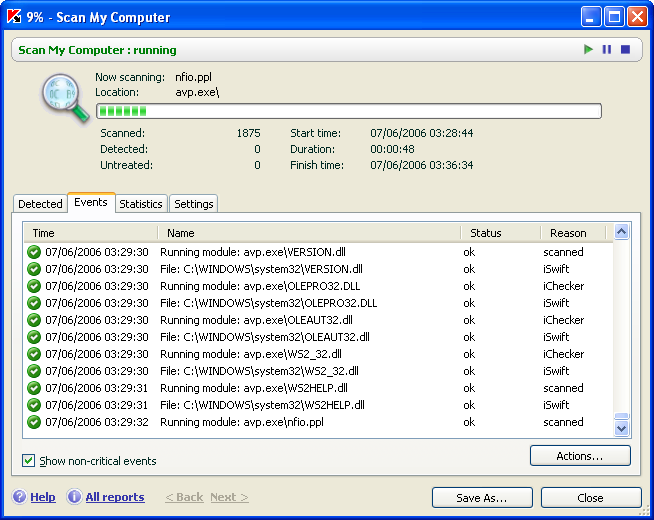 9% - Scan My Computer
Scan My Computer : running
Now scanning: nfio.ppl
Location: avp.exe\
Scanned: 1875 Start time: 07/06/2006 03:28:44
Detected: 0 Duration: 00:00:48
Untreated: 0 Finish time: 07/06/2006 03:36:34
Detected Events Statistics Settings
Time Name Status Reason
07/06/2006 03:29:30 Running module: avp.exe\VERSION.dll ok scanned
07/06/2006 03:29:30 File: C:\WINDOWS\system32\VERSION.dll ok iSwift
07/06/2006 03:29:30 Running module: avp.exe\OLEPRO32.DLL ok iChecker
07/06/2006 03:29:30 File: C:\WINDOWS\system32\OLEPRO32.DLL ok iSwift
07/06/2006 03:29:30 Running module: avp.exe\OLEAUT32.dll ok iChecker
07/06/2006 03:29:30 File: C:\WINDOWS\system32\OLEAUT32.dll ok iSwift
07/06/2006 03:29:30 Running module: avp.exe\WS2_32.dll ok iChecker
07/06/2006 03:29:30 File: C:\WINDOWS\system32\WS2_32.dll ok iSwift
07/06/2006 03:29:31 Running module: avp.exe\WS2HELP.dll ok scanned
07/06/2006 03:29:31 File: C:\WINDOWS\system32\WS2HELP.dll ok iSwift
07/06/2006 03:29:32 Running module: avp.exe\nfio.ppl ok scanned
Show non-critical events
Actions...
Help All reports < Back Next > Save As... Close